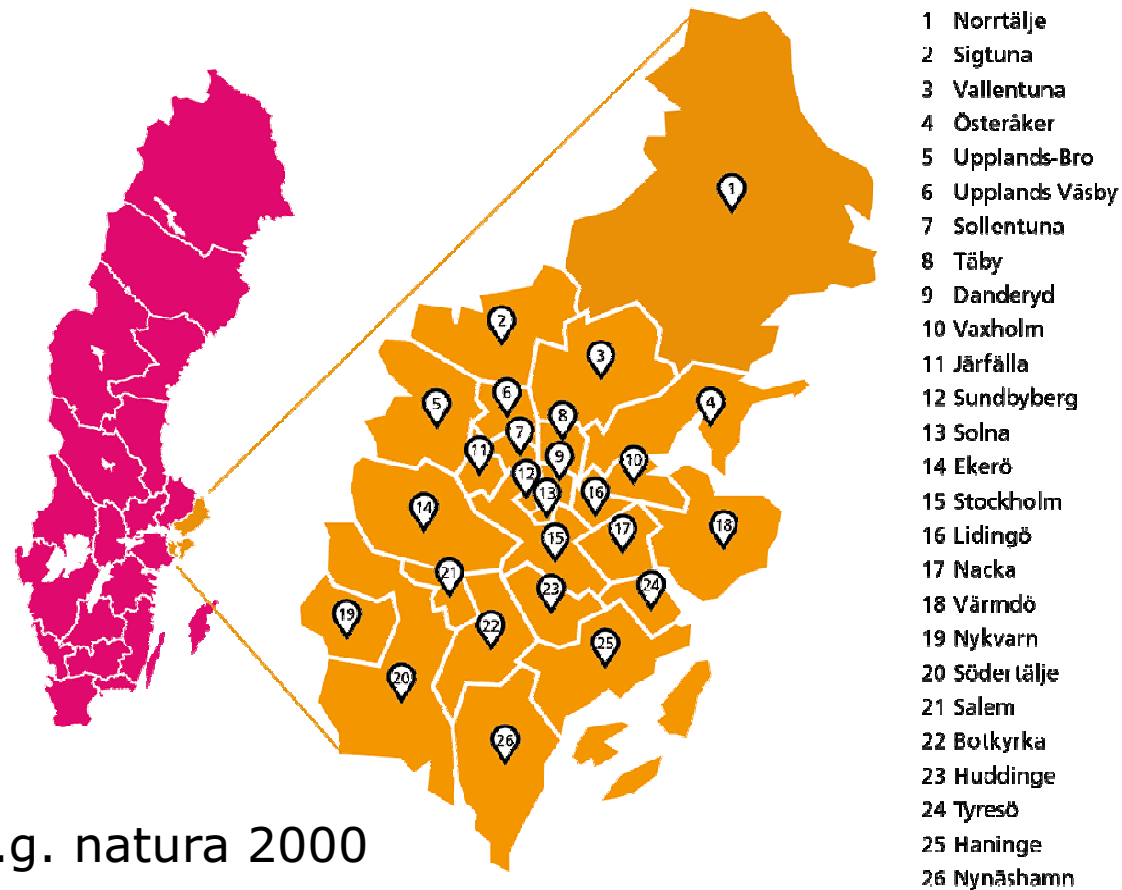 1 Norrtälje
2 Sigtuna
3 Vallentuna
4 Österåker
5 Upplands-Bro
6 Upplands Väsby
7 Sollentuna
8 Täby
9 Danderyd
10 Vaxholm
11 Järfälla
12 Sundbyberg
13 Solna
14 Ekerö
15 Stockholm
16 Lidingö
17 Nacka
18 Värmdö
19 Nykvarn
20 Södertälje
21 Salem
22 Botkyrka
23 Huddinge
24 Tyresö
25 Haninge
26 Nynäshamn
1
2
3
4
5
6
7
8
9
10
11
12
13
14
15
16
17
18
19
20
21
22
23
24
25
26
.g. natura 2000